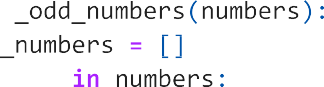 _odd_numbers(numbers):
_numbers = []
in numbers: